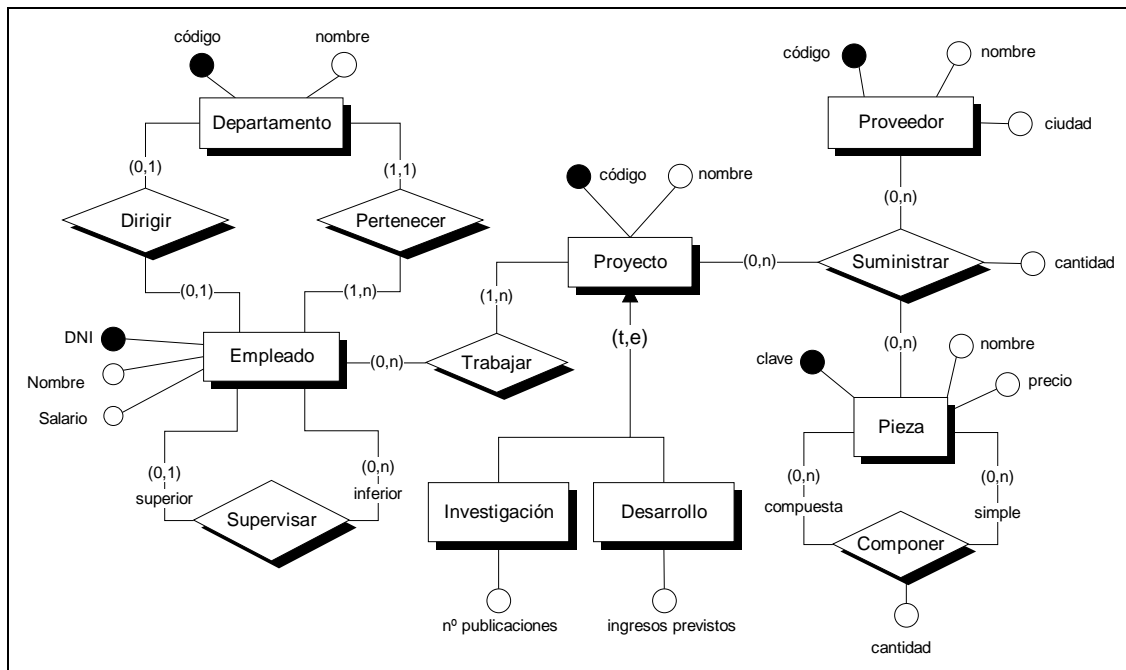 código
nombre
Departamento
(0,1)
(1,1)
Dirigir
Pertenecer
(0,1)
(1,n)
DNI
Nombre
Salario
Empleado
(0,n)
Trabajar
(1,n)
(0,1)
superior
(0,n)
inferior
Supervisar
código
nombre
Proyecto
(0,n)
(t,e)
Investigación
Desarrollo
nº publicaciones
ingresos previstos
código
nombre
Proveedor
ciudad
(0,n)
Suministrar
cantidad
(0,n)
clave
nombre
precio
Pieza
(0,n)
compuesta
(0,n)
simple
Componer
cantidad